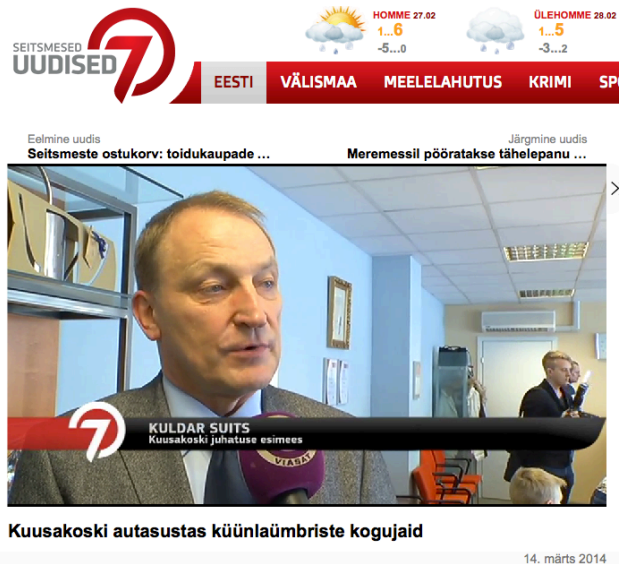 SEITSMESED
UUDISED
7
HOMME 27.02
1...6
-5...0
ÜLEHOMME 28.02
1...5
-3...2
EESTI VÄLISMAA MEELELAHUTUS KRIMI SP
Eelmine uudis
Seitsmeste ostukorv: toidukaupade ...
Järgmine uudis
Meremessil pööratakse tähelepanu ...
7
KULDAR SUITS
Kuusakoski juhatuse esimees
VIASAT
Kuusakoski autasustas küünlaümbriste kogujaid
14. märts 2014